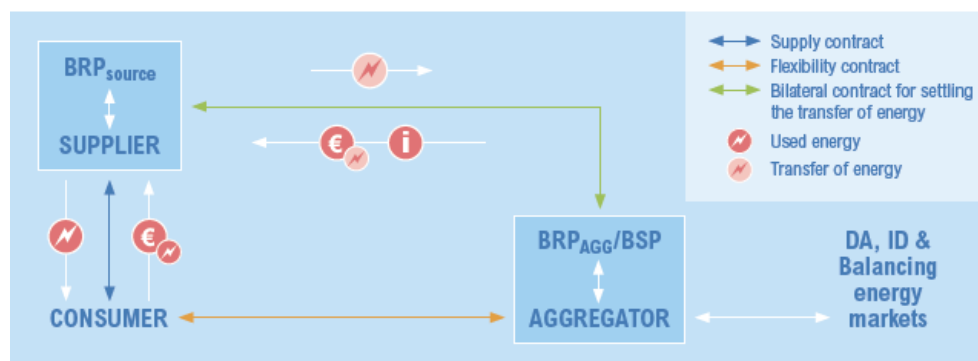 BRPsource
SUPPLIER
€
i
Supply contract
Flexibility contract
Bilateral contract for settling
the transfer of energy
Used energy
Transfer of energy
€
CONSUMER
BRPAGG/BSP
AGGREGATOR
DA, ID &
Balancing
energy
markets